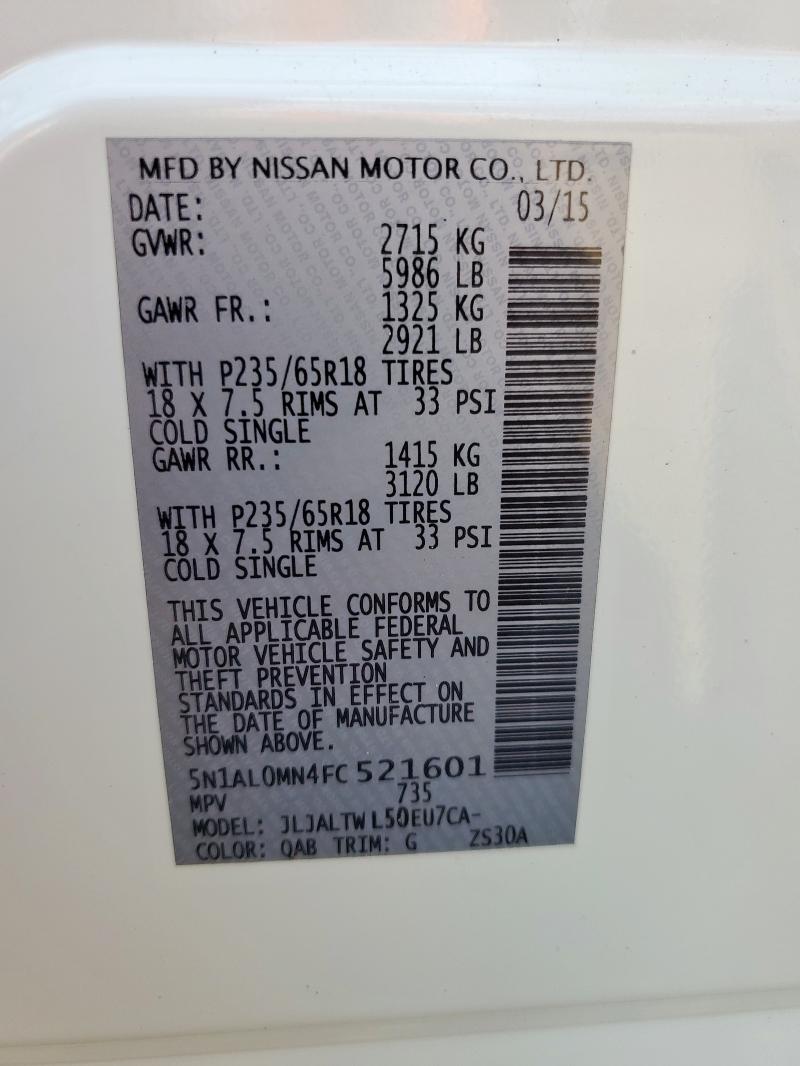 MFD BY NISSAN MOTOR CO., LTD.
DATE: 03/15
GVWR: 2715 KG
5986 LB
GAWR FR.: 1325 KG
2921 LB
WITH P235/65R18 TIRES
18 X 7.5 RIMS AT 33 PSI
COLD SINGLE
GAWR RR.: 1415 KG
3120 LB
WITH P235/65R18 TIRES
18 X 7.5 RIMS AT 33 PSI
COLD SINGLE
THIS VEHICLE CONFORMS TO
ALL APPLICABLE FEDERAL
MOTOR VEHICLE SAFETY AND
THEFT PREVENTION
STANDARDS IN EFFECT ON
THE DATE OF MANUFACTURE
SHOWN ABOVE.
5N1AL0MN4FC 521601
MPV 735
MODEL: JLJALTWL50EU7CA-
COLOR: QAB TRIM: G ZS30A